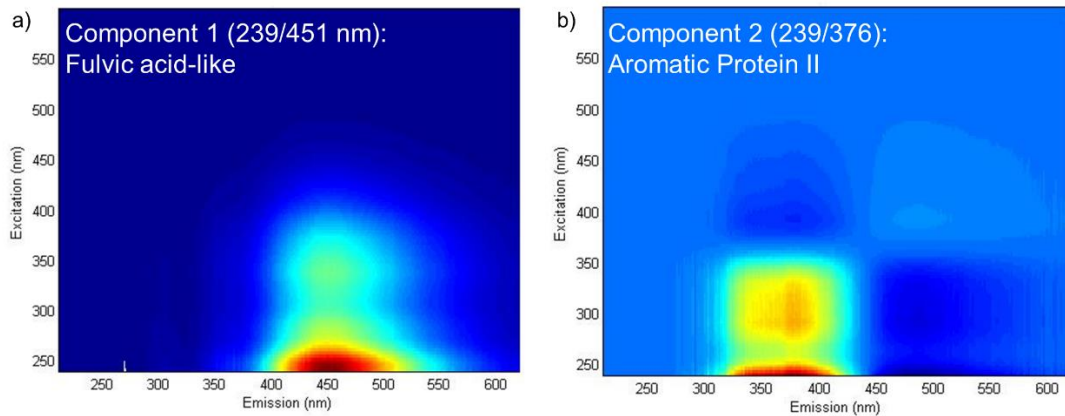 a)
Component 1 (239/451 nm):
Fulvic acid-like
550
500
450
400
350
300
250
Excitation (nm)
250 300 350 400 450 500 550 600
Emission (nm)
b)
Component 2 (239/376):
Aromatic Protein II
550
500
450
400
350
300
250
Excitation (nm)
250 300 350 400 450 500 550 600
Emission (nm)